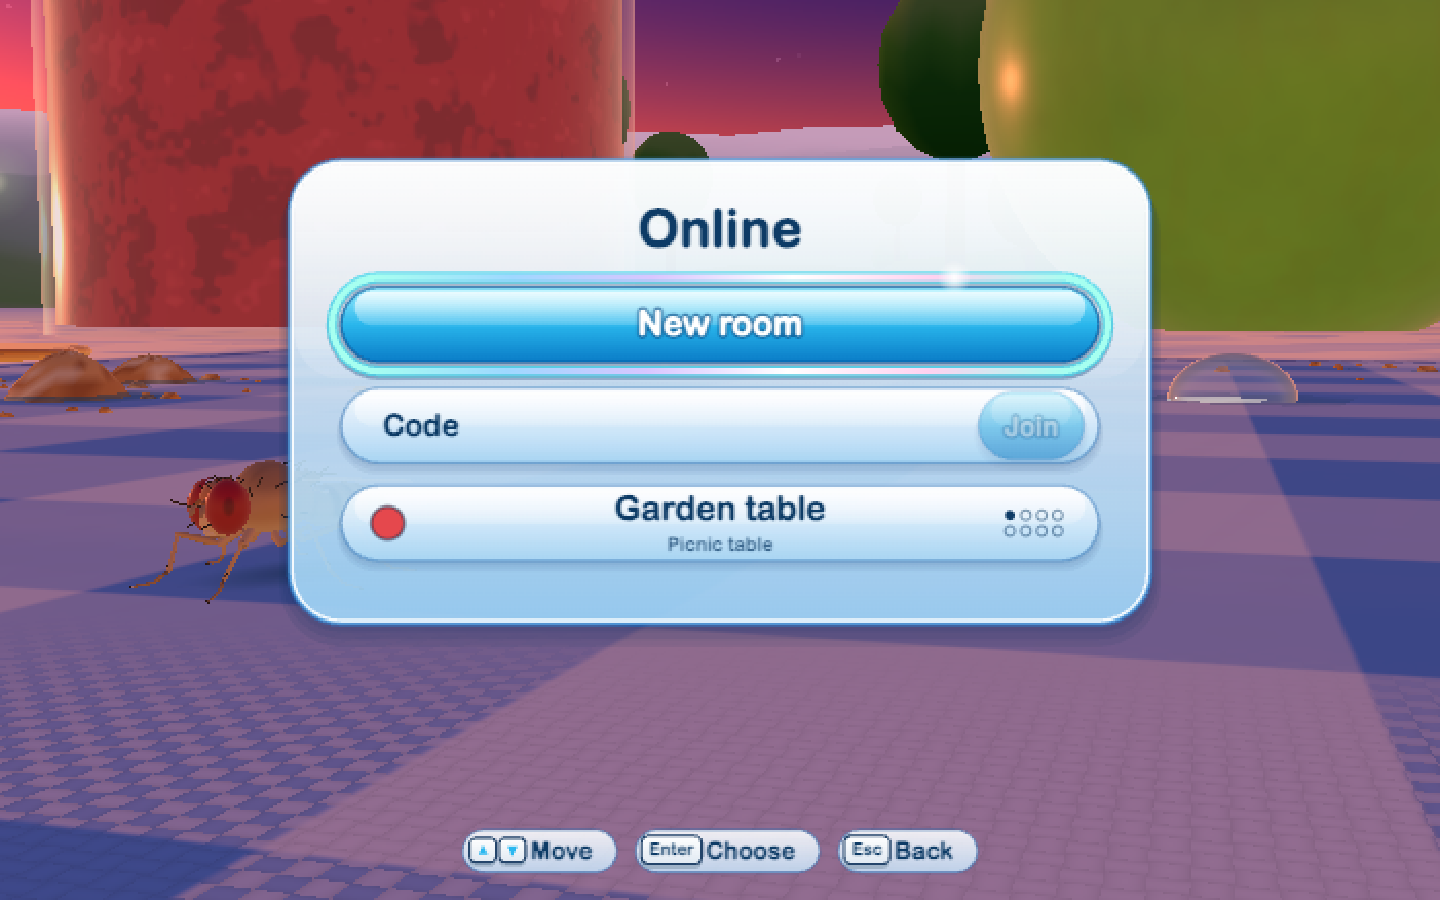 Online
New room
Code
Join
Garden table
Picnic table
▲ ▼ Move
Enter Choose
Esc Back